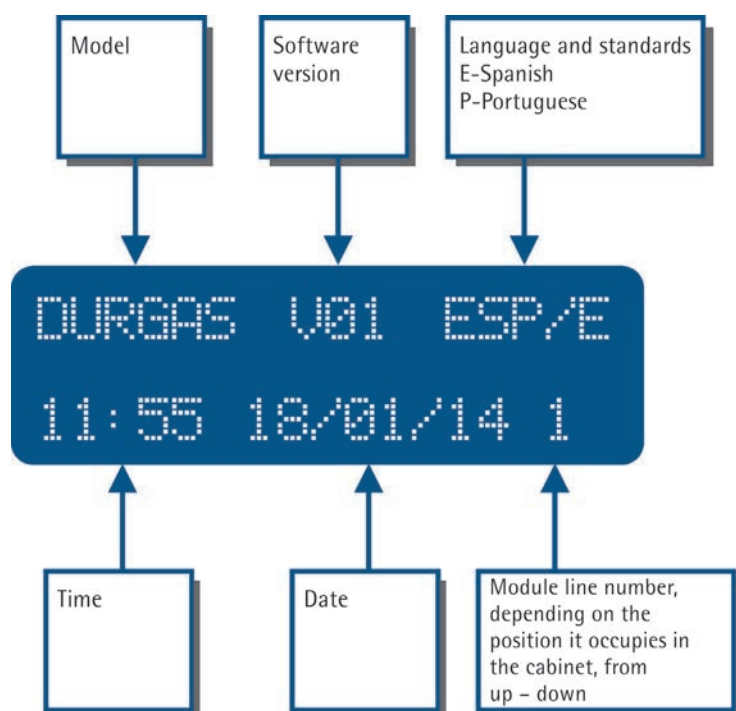 Model
Software
version
Language and standards
E-Spanish
P-Portuguese
DURGAS V01 ESP/E
11:55 18/01/14 1
Time
Date
Module line number,
depending on the
position it occupies in
the cabinet, from
up – down